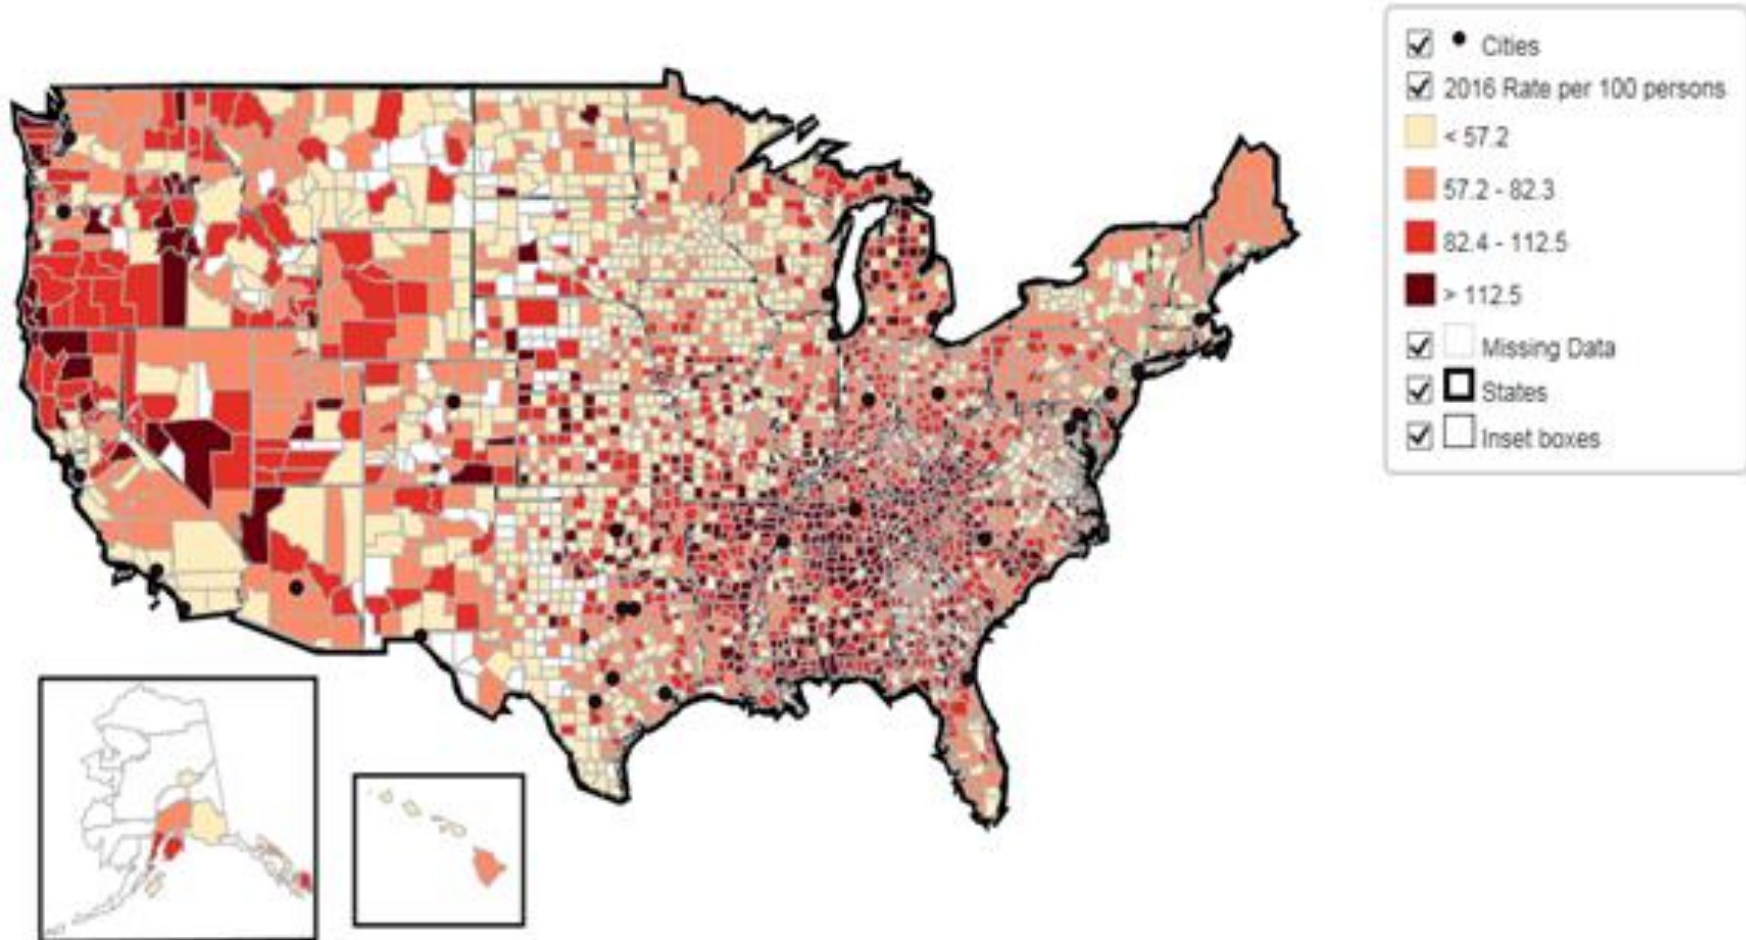 Cities
2016 Rate per 100 persons
< 57.2
57.2 - 82.3
82.4 - 112.5
> 112.5
Missing Data
States
Inset boxes